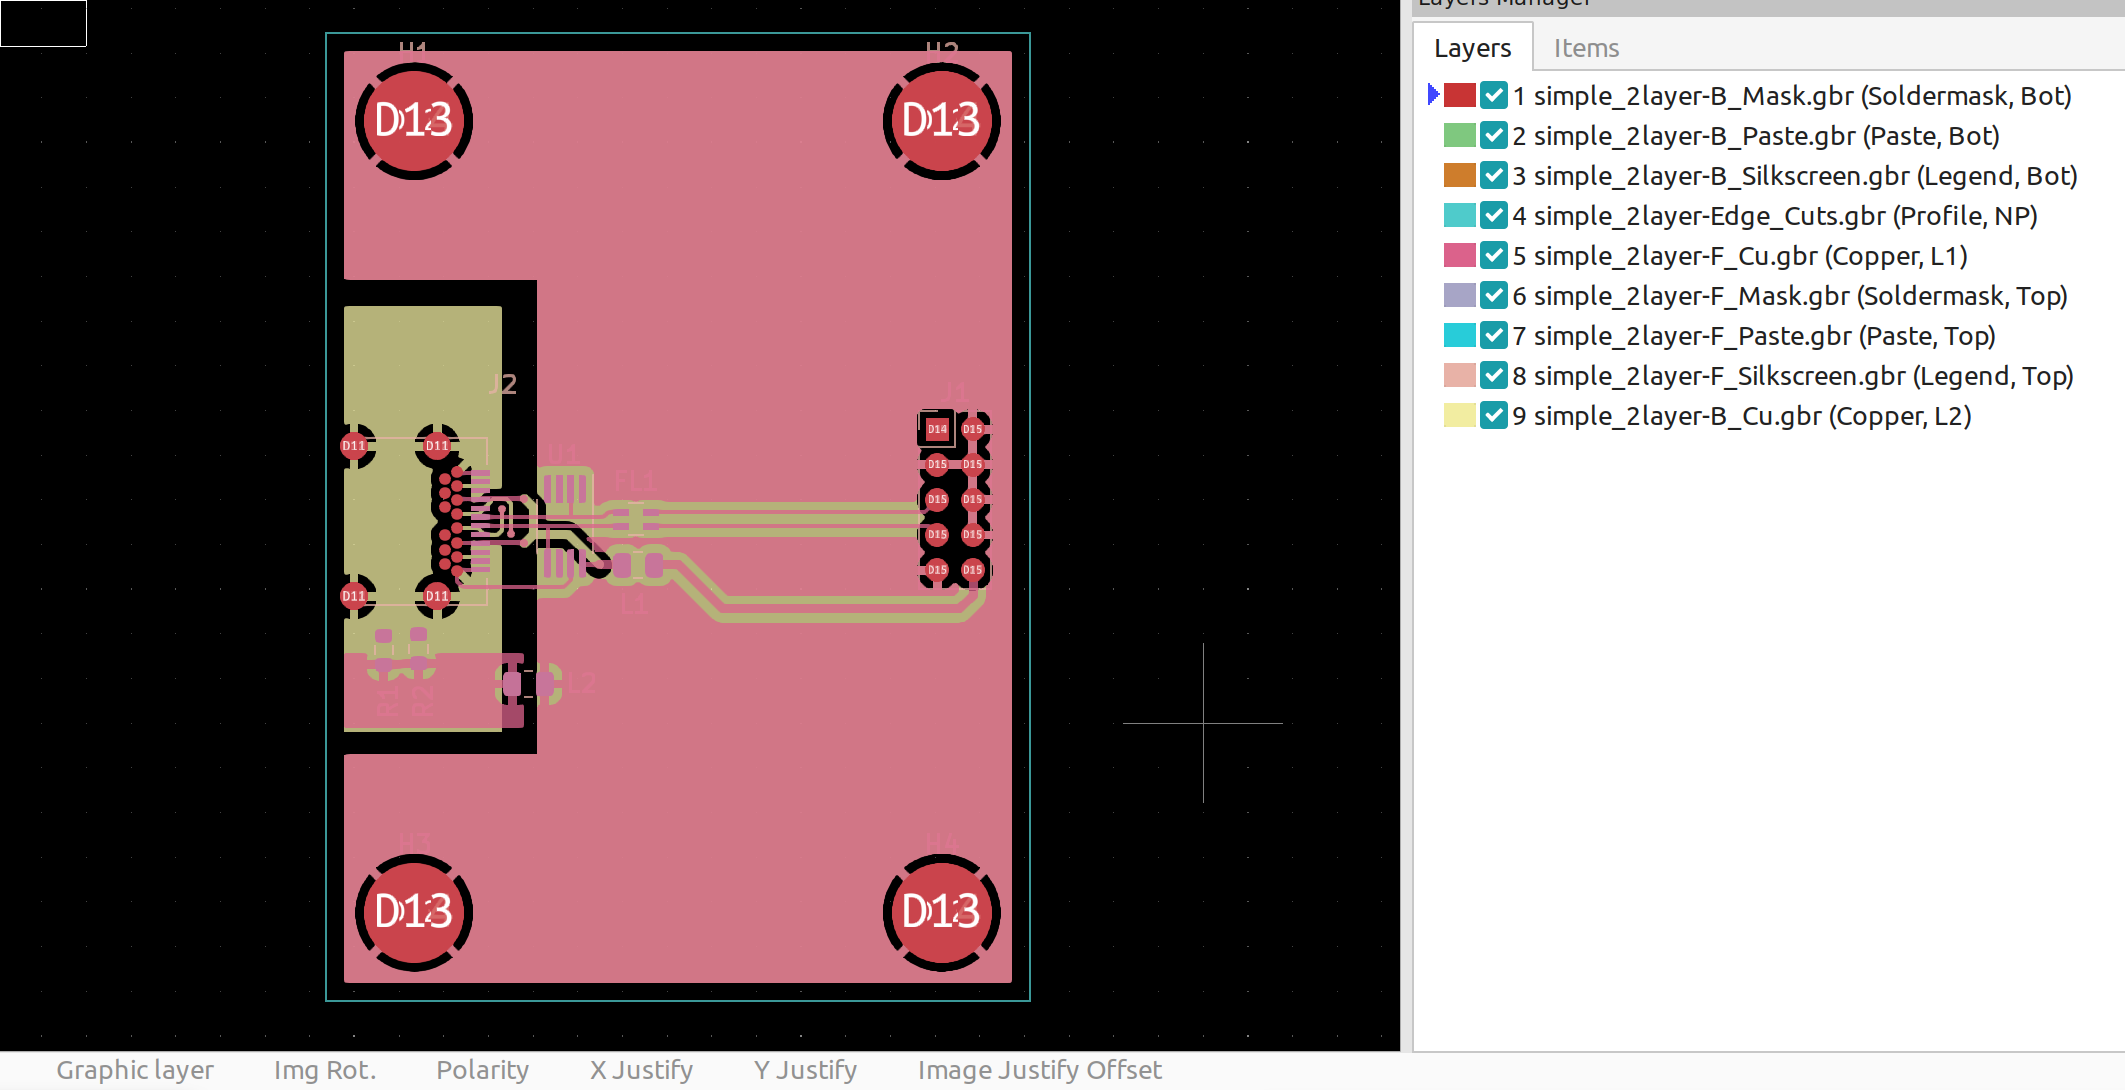 Layers Manager
Layers Items
1 simple_2layer-B_Mask.gbr (Soldermask, Bot)
2 simple_2layer-B_Paste.gbr (Paste, Bot)
3 simple_2layer-B_Silkscreen.gbr (Legend, Bot)
4 simple_2layer-Edge_Cuts.gbr (Profile, NP)
5 simple_2layer-F_Cu.gbr (Copper, L1)
6 simple_2layer-F_Mask.gbr (Soldermask, Top)
7 simple_2layer-F_Paste.gbr (Paste, Top)
8 simple_2layer-F_Silkscreen.gbr (Legend, Top)
9 simple_2layer-B_Cu.gbr (Copper, L2)
H1 H2
D13 D13
J2
J1
D14 D15
D11 D11
U1
D15 D15
FL1
D15 D15
D15 D15
D15 D15
D11 D11
L1
R1 R2 L2
H3 H4
D13 D13
Graphic layer Img Rot. Polarity X Justify Y Justify Image Justify Offset